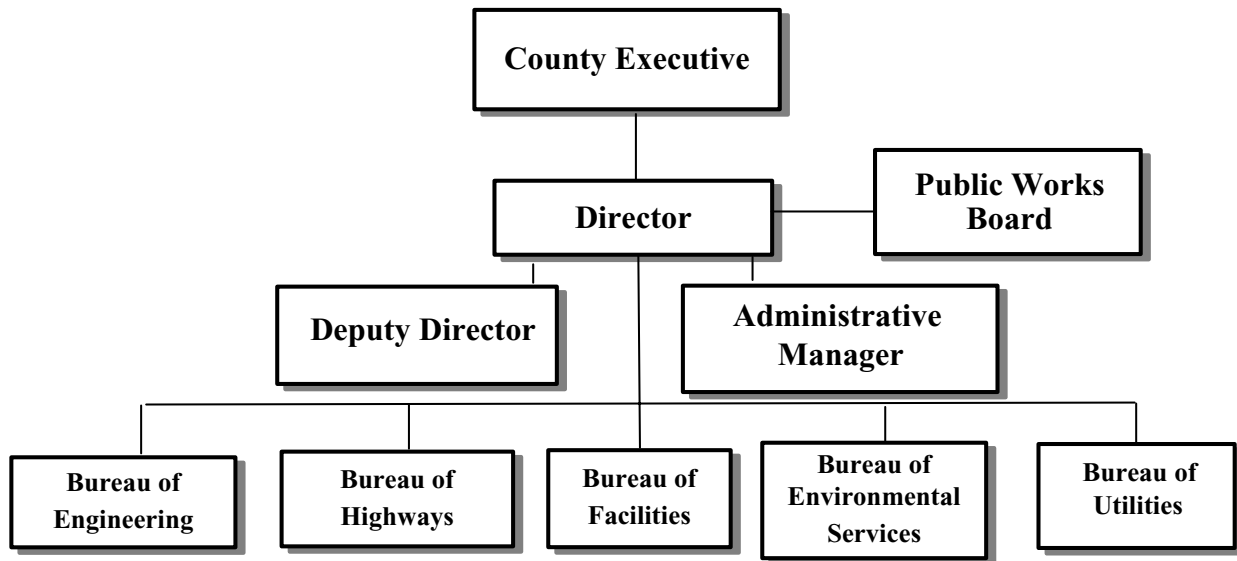 County Executive
Director
Public Works
Board
Deputy Director
Administrative
Manager
Bureau of
Engineering
Bureau of
Highways
Bureau of
Facilities
Bureau of
Environmental
Services
Bureau of
Utilities